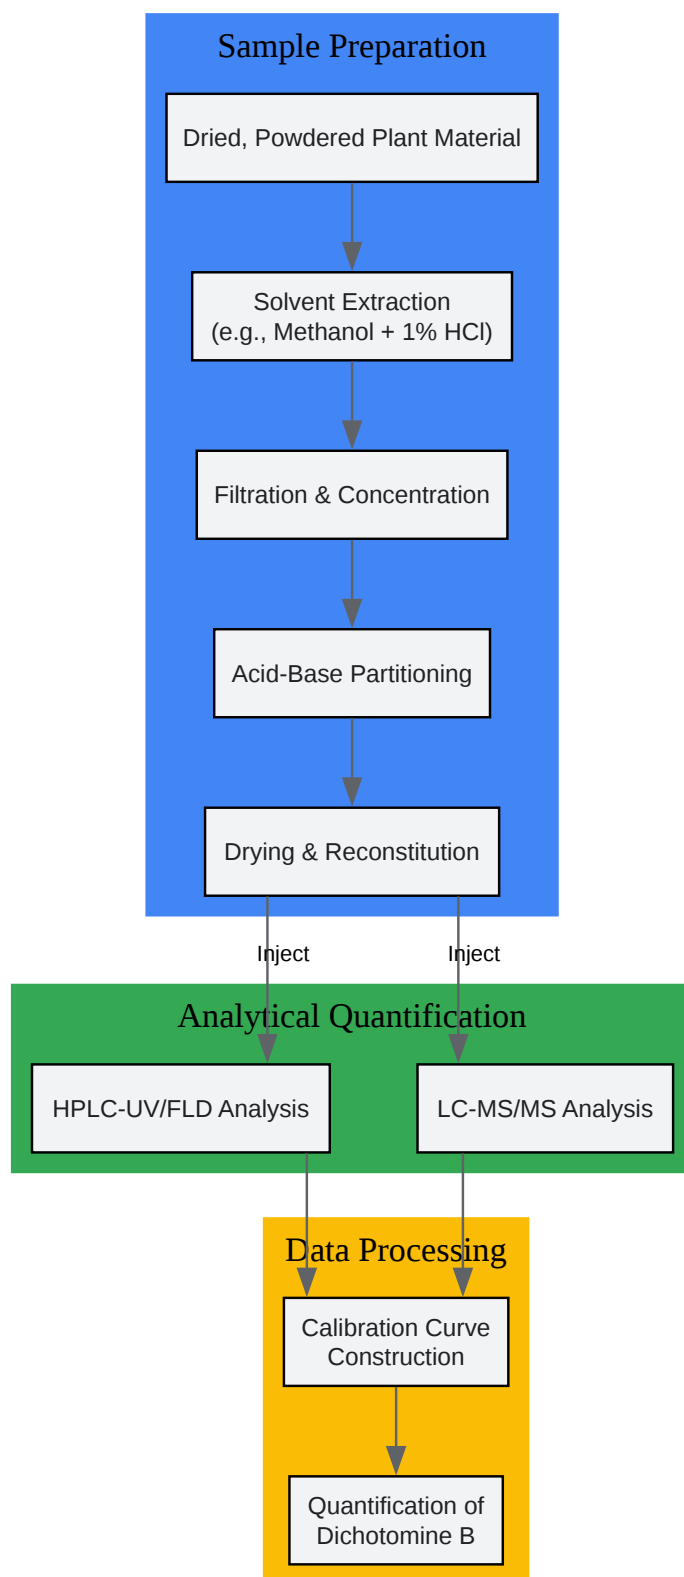 Sample Preparation
Dried, Powdered Plant Material
Solvent Extraction
(e.g., Methanol + 1% HCl)
Filtration & Concentration
Acid-Base Partitioning
Drying & Reconstitution
Inject
Inject
Analytical Quantification
HPLC-UV/FLD Analysis
LC-MS/MS Analysis
Data Processing
Calibration Curve
Construction
Quantification of
Dichotomine B